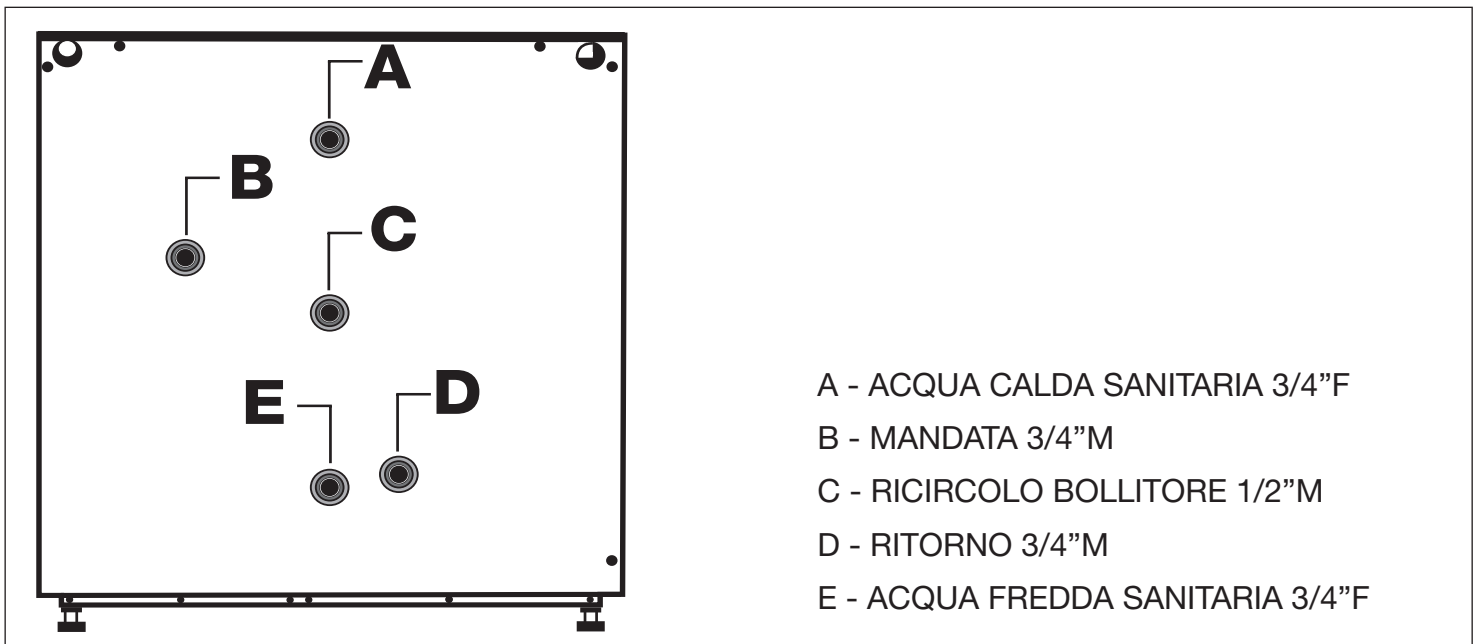 A
B
C
D
E
A - ACQUA CALDA SANITARIA 3/4”F
B - MANDATA 3/4”M
C - RICIRCOLO BOLLITORE 1/2”M
D - RITORNO 3/4”M
E - ACQUA FREDDA SANITARIA 3/4”F